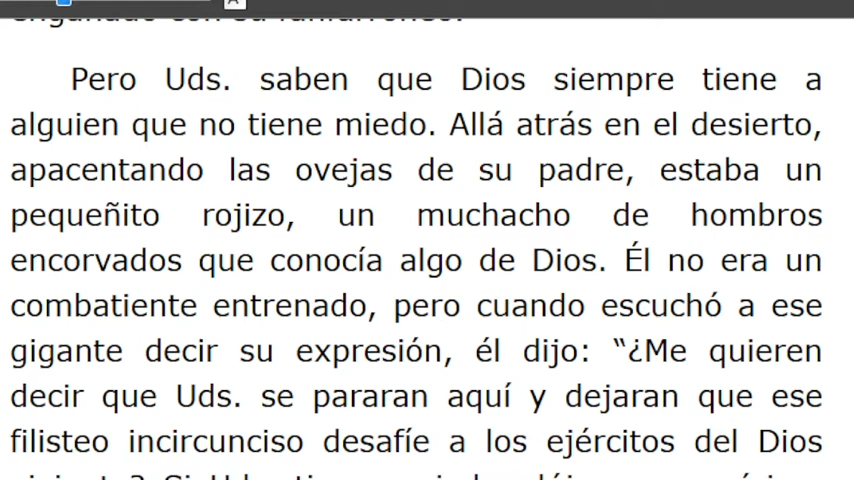 Pero Uds. saben que Dios siempre tiene a
alguien que no tiene miedo. Allá atrás en el desierto,
apacentando las ovejas de su padre, estaba un
pequeñito rojizo, un muchacho de hombros
encorvados que conocía algo de Dios. Él no era un
combatiente entrenado, pero cuando escuchó a ese
gigante decir su expresión, él dijo: “¿Me quieren
decir que Uds. se pararan aquí y dejaran que ese
filisteo incircunciso desafíe a los ejércitos del Dios